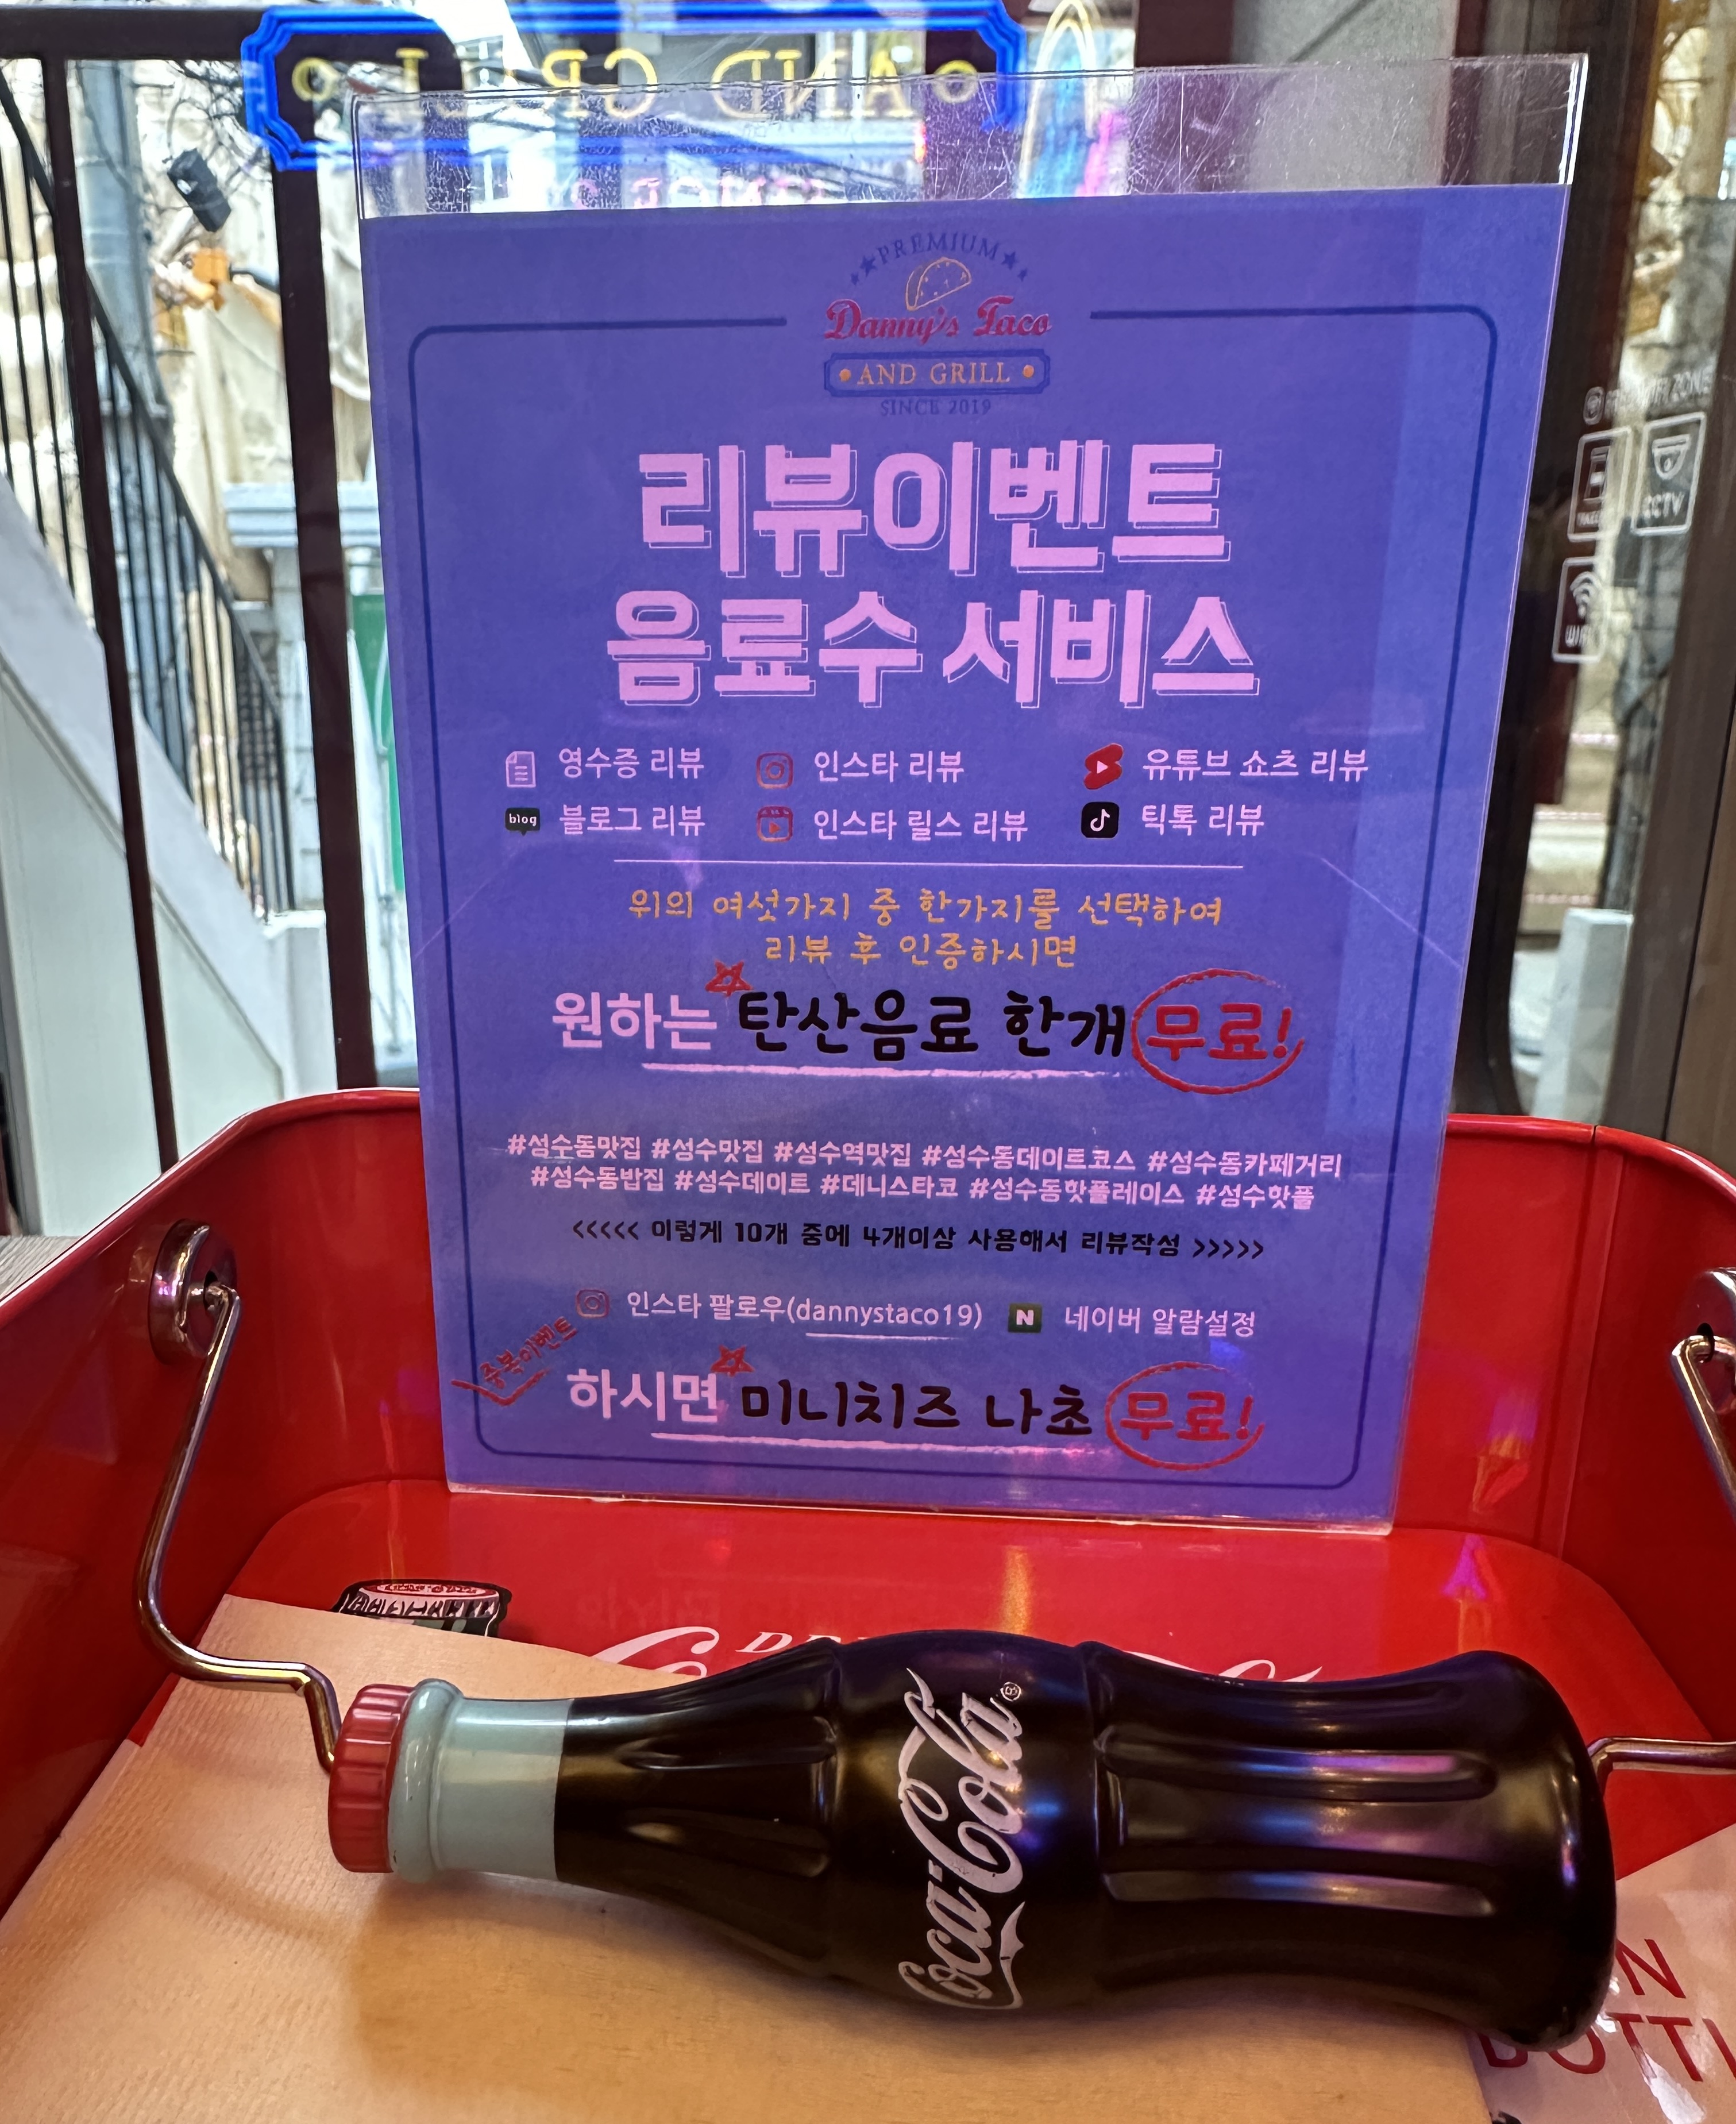 AND GRILL
PREMIUM
Danny's Taco
AND GRILL
SINCE 2019
리뷰이벤트
음료수 서비스
영수증 리뷰 인스타 리뷰 유튜브 쇼츠 리뷰
blog 블로그 리뷰 인스타 릴스 리뷰 틱톡 리뷰
위의 여섯가지 중 한가지를 선택하여
리뷰 후 인증하시면
원하는 탄산음료 한개 무료!
#성수동맛집 #성수맛집 #성수역맛집 #성수동데이트코스 #성수동카페거리
#성수동밥집 #성수데이트 #데니스타코 #성수동핫플레이스 #성수핫플
<<<<< 이렇게 10개 중에 4개이상 사용해서 리뷰작성 >>>>>
인스타 팔로우(dannystaco19) N 네이버 알람설정
중복이벤트
하시면 미니치즈 나초 무료!
CCTV
Coca-Cola®